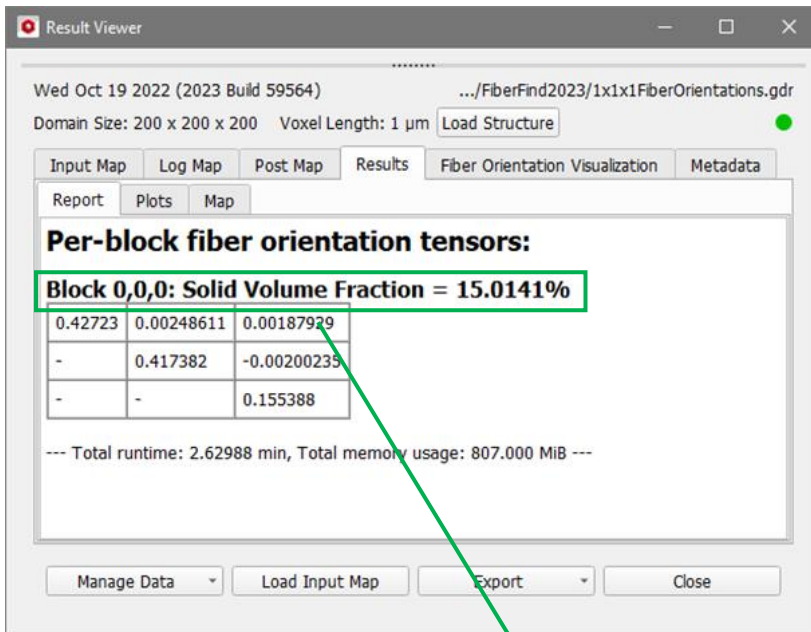 Result Viewer
Wed Oct 19 2022 (2023 Build 59564) .../FiberFind2023/1x1x1FiberOrientations.gdr
Domain Size: 200 x 200 x 200 Voxel Length: 1 µm Load Structure
Input Map Log Map Post Map Results Fiber Orientation Visualization Metadata
Report Plots Map
Per-block fiber orientation tensors:
Block 0,0,0: Solid Volume Fraction = 15.0141%
0.42723 0.00248611 0.00187929
- 0.417382 -0.00200235
- - 0.155388
--- Total runtime: 2.62988 min, Total memory usage: 807.000 MiB ---
Manage Data Load Input Map Export Close